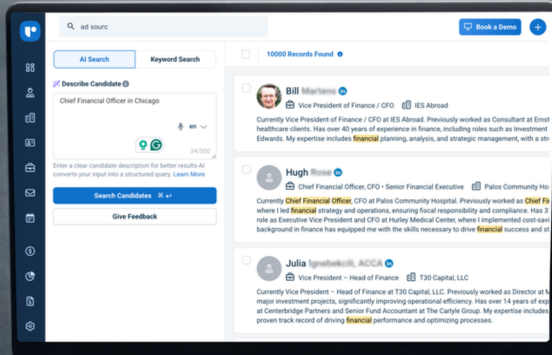 ad sourc
Book a Demo
AI Search
Keyword Search
10000 Records Found
Describe Candidate
Chief Financial Officer in Chicago
en
34/500
Enter a clear candidate description for better results-AI
converts your input into a structured query. Learn More
Search Candidates
Give Feedback
Bill
Vice President of Finance / CFO
IES Abroad
Currently Vice President of Finance / CFO at IES Abroad. Previously worked as Consultant at Ernst
healthcare clients. Has over 40 years of experience in finance, including roles such as Investment
Edwards. My expertise includes financial planning, analysis, and strategic management, with a
Hugh
Chief Financial Officer, CFO • Senior Financial Executive
Palos Community
Currently Chief Financial Officer, CFO at Palos Community Hospital. Previously worked as Chief
where I led financial strategy and operations, ensuring fiscal responsibility and compliance. Has 3
role as Executive Vice President and CFO at Hurley Medical Center, where I implemented
background in finance has equipped me with the skills necessary to drive financial success and
Julia
Vice President – Head of Finance
T30 Capital, LLC
Currently Vice President – Head of Finance at T30 Capital, LLC. Previously worked as Director at
major investment projects, significantly improving operational efficiency. Has over 14 years of
at Centerbridge Partners and Senior Fund Accountant at The Carlyle Group. My expertise includes
proven track record of driving financial performance and optimizing processes.